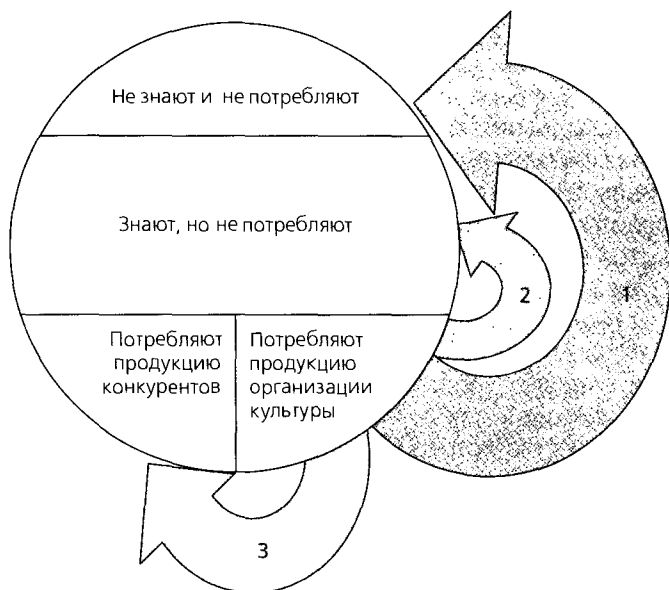 Не знают и не потребляют
Знают, но не потребляют
Потребляют
продукцию
конкурентов
Потребляют
продукцию
организации
культуры
2
1
3